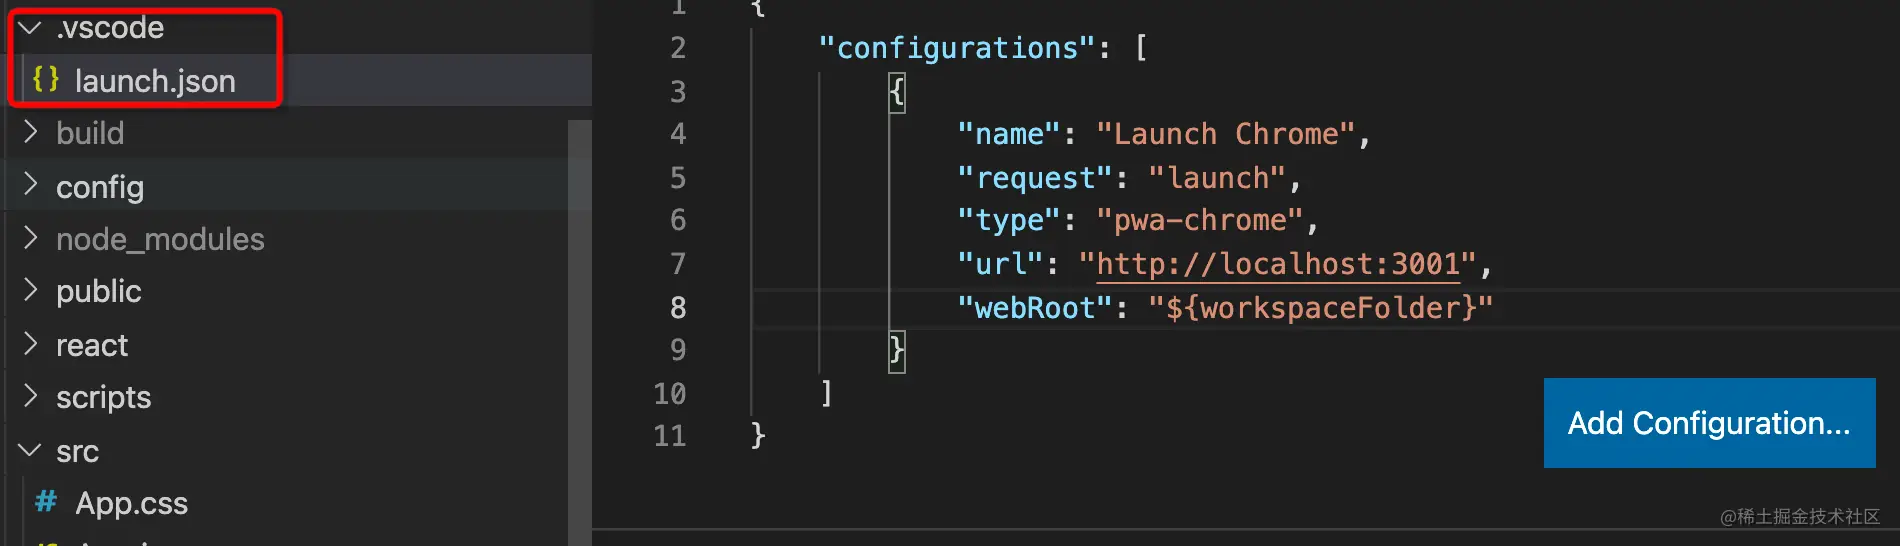 .vscode
{} launch.json
build
config
node_modules
public
react
scripts
src
# App.css
1 {
2 "configurations": [
3 {
4 "name": "Launch Chrome",
5 "request": "launch",
6 "type": "pwa-chrome",
7 "url": "http://localhost:3001",
8 "webRoot": "${workspaceFolder}"
9 }
10 ]
11 }
Add Configuration...
@稀土掘金技术社区